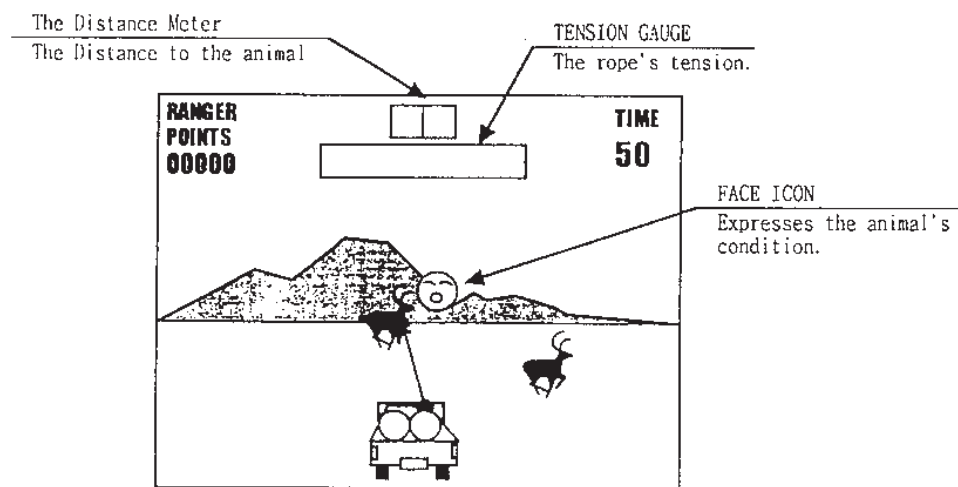 The Distance Meter
The Distance to the animal
TENSION GAUGE
The rope's tension.
RANGER
POINTS
00000
TIME
50
FACE ICON
Expresses the animal's
condition.